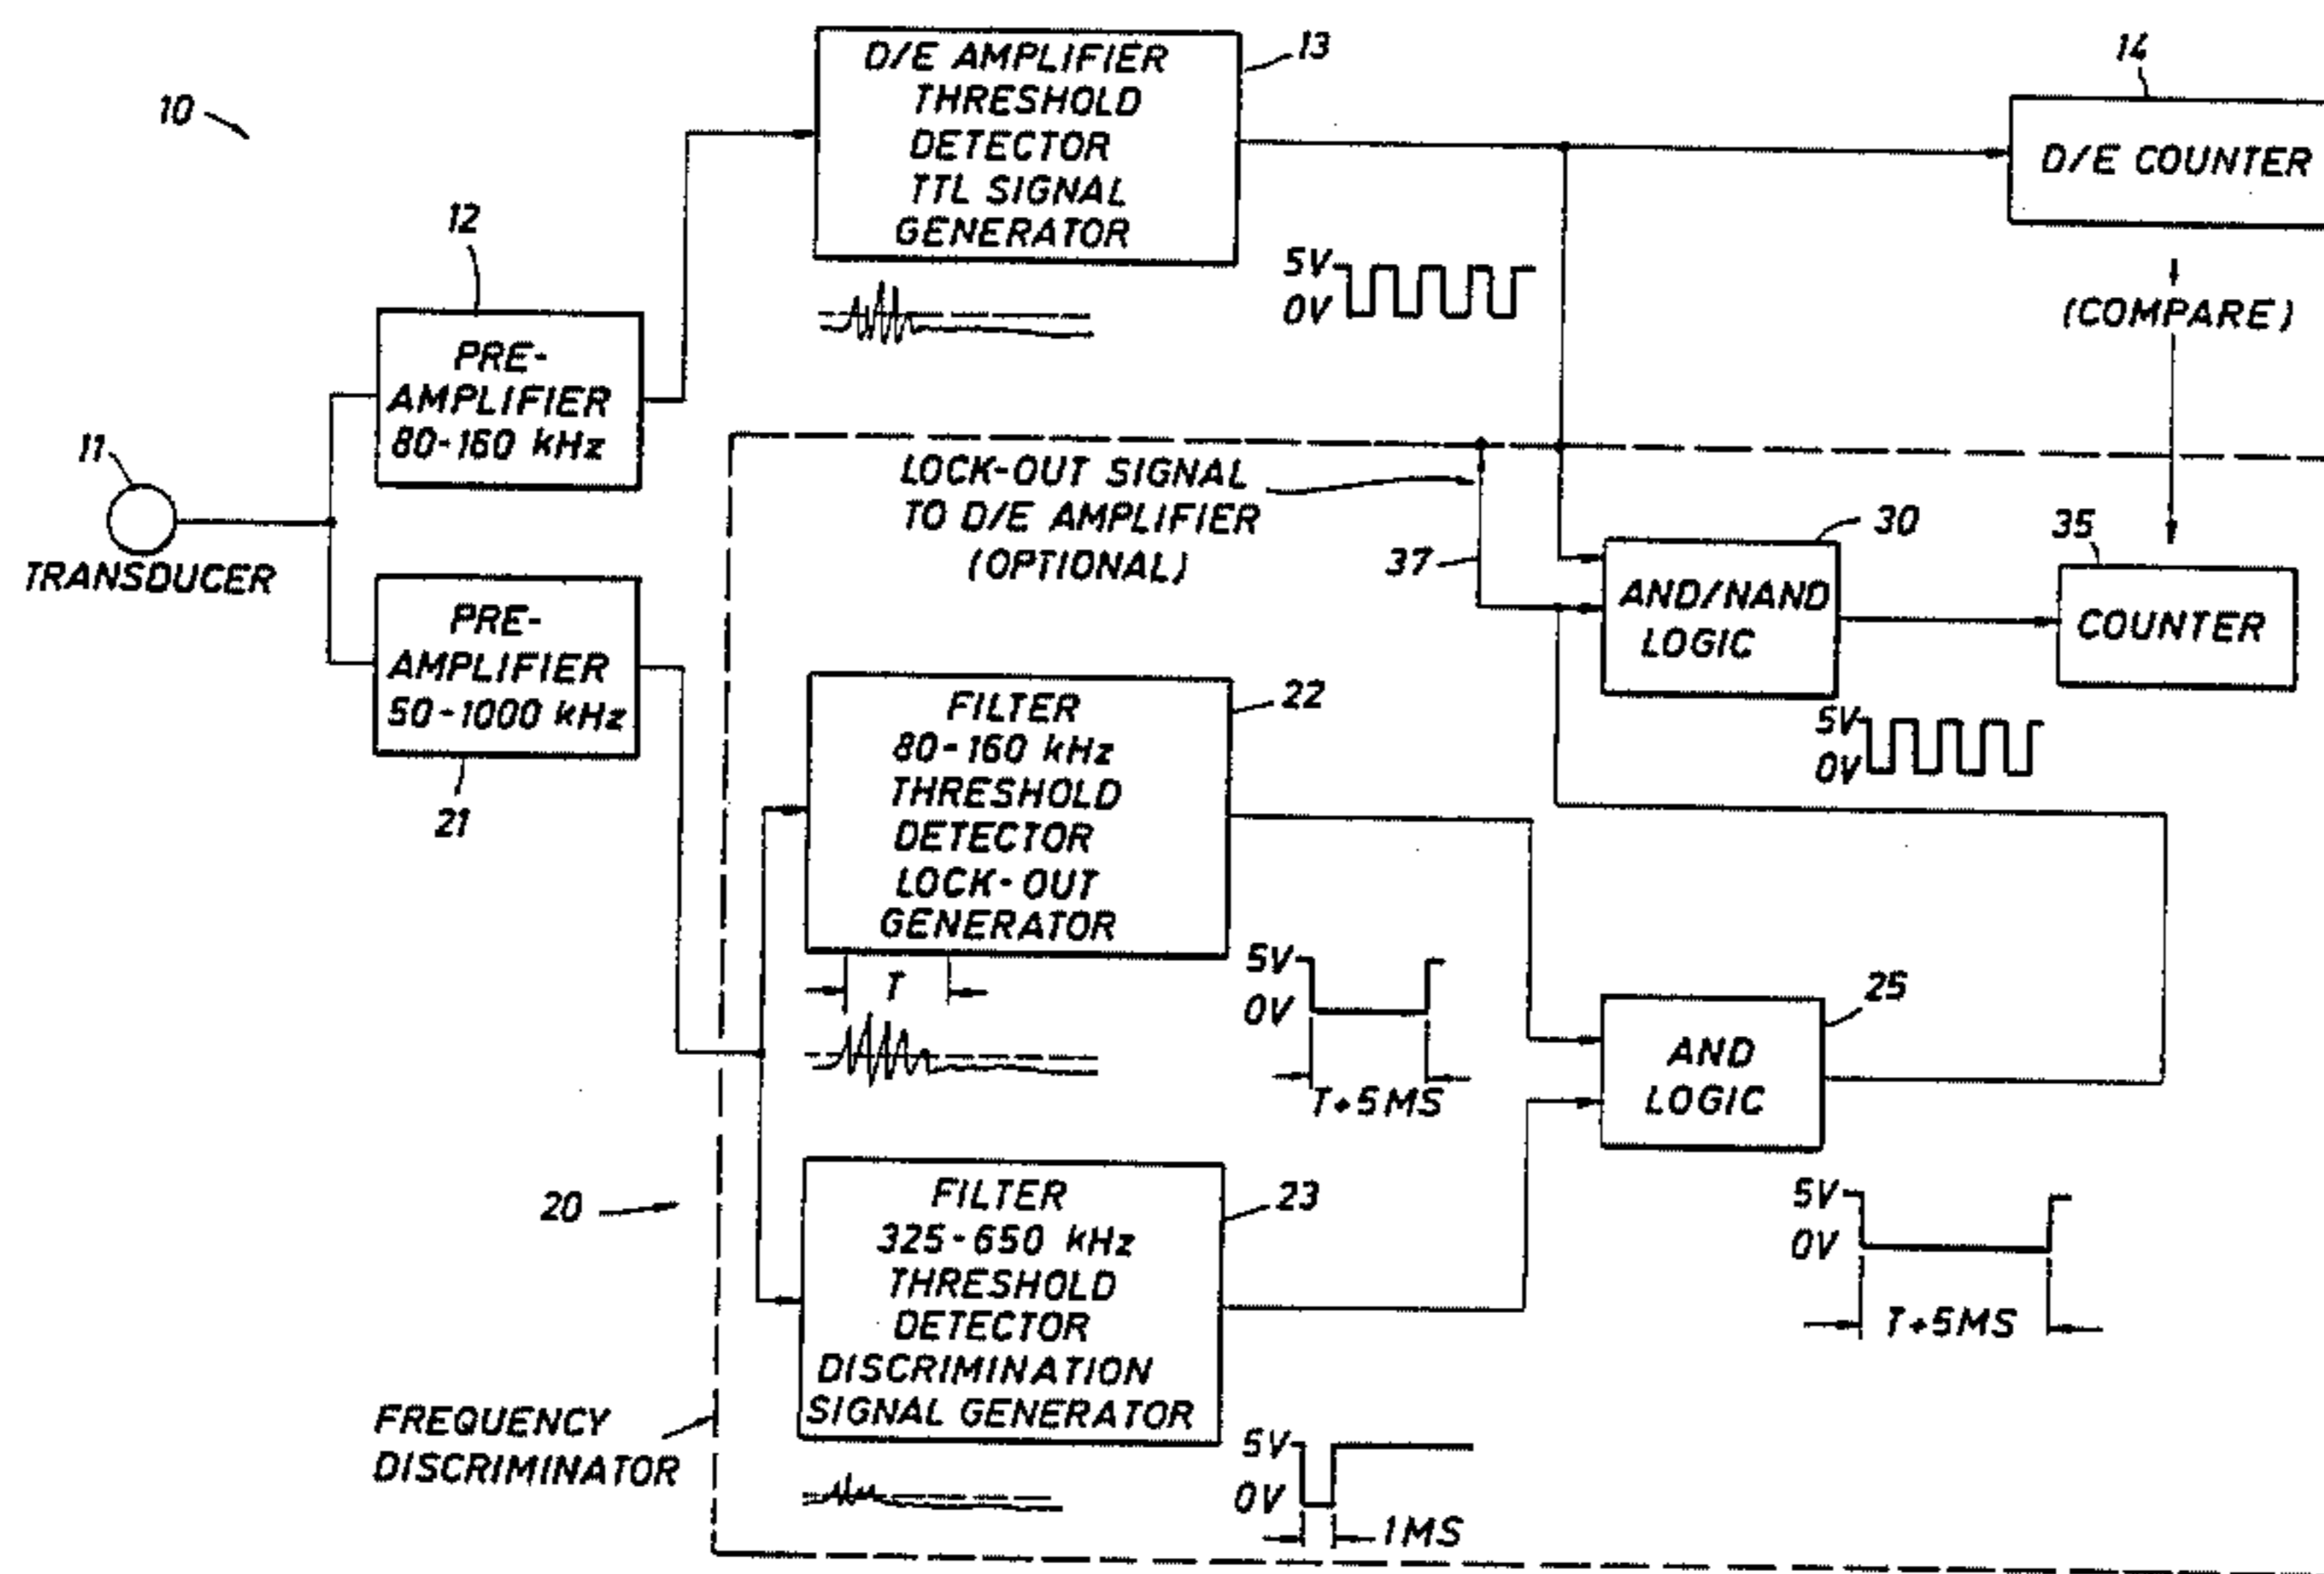 10
D/E AMPLIFIER
THRESHOLD
DETECTOR
TTL SIGNAL
GENERATOR
13
14
D/E COUNTER
12
PRE-
AMPLIFIER
80-160 kHz
5V
0V
(COMPARE)
11
TRANSDUCER
LOCK-OUT SIGNAL
TO D/E AMPLIFIER
(OPTIONAL)
37
30
AND/NAND
LOGIC
35
COUNTER
5V
0V
PRE-
AMPLIFIER
50-1000 kHz
21
FILTER
80-160 kHz
THRESHOLD
DETECTOR
LOCK-OUT
GENERATOR
22
T
5V
0V
T+5MS
25
AND
LOGIC
5V
0V
T+5MS
20
FILTER
325-650 kHz
THRESHOLD
DETECTOR
DISCRIMINATION
SIGNAL GENERATOR
23
FREQUENCY
DISCRIMINATOR
5V
0V
1MS